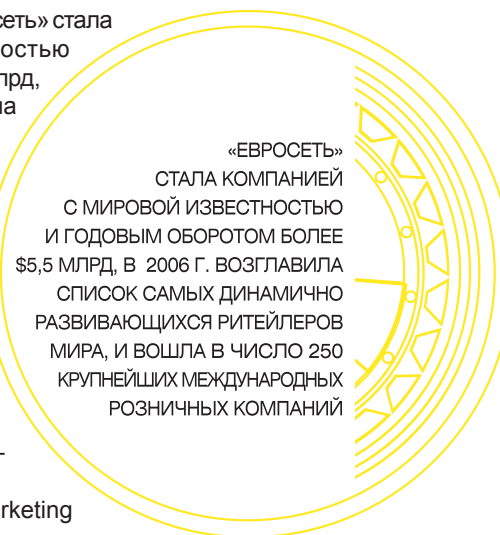 сеть» стала
остью
лрд,
ла
«ЕВРОСЕТЬ»
СТАЛА КОМПАНИЕЙ
С МИРОВОЙ ИЗВЕСТНОСТЬЮ
И ГОДОВЫМ ОБОРОТОМ БОЛЕЕ
$5,5 МЛРД, В 2006 Г. ВОЗГЛАВИЛА
СПИСОК САМЫХ ДИНАМИЧНО
РАЗВИВАЮЩИХСЯ РИТЕЙЛЕРОВ
МИРА, И ВОШЛА В ЧИСЛО 250
КРУПНЕЙШИХ МЕЖДУНАРОДНЫХ
РОЗНИЧНЫХ КОМПАНИЙ
-
rketing